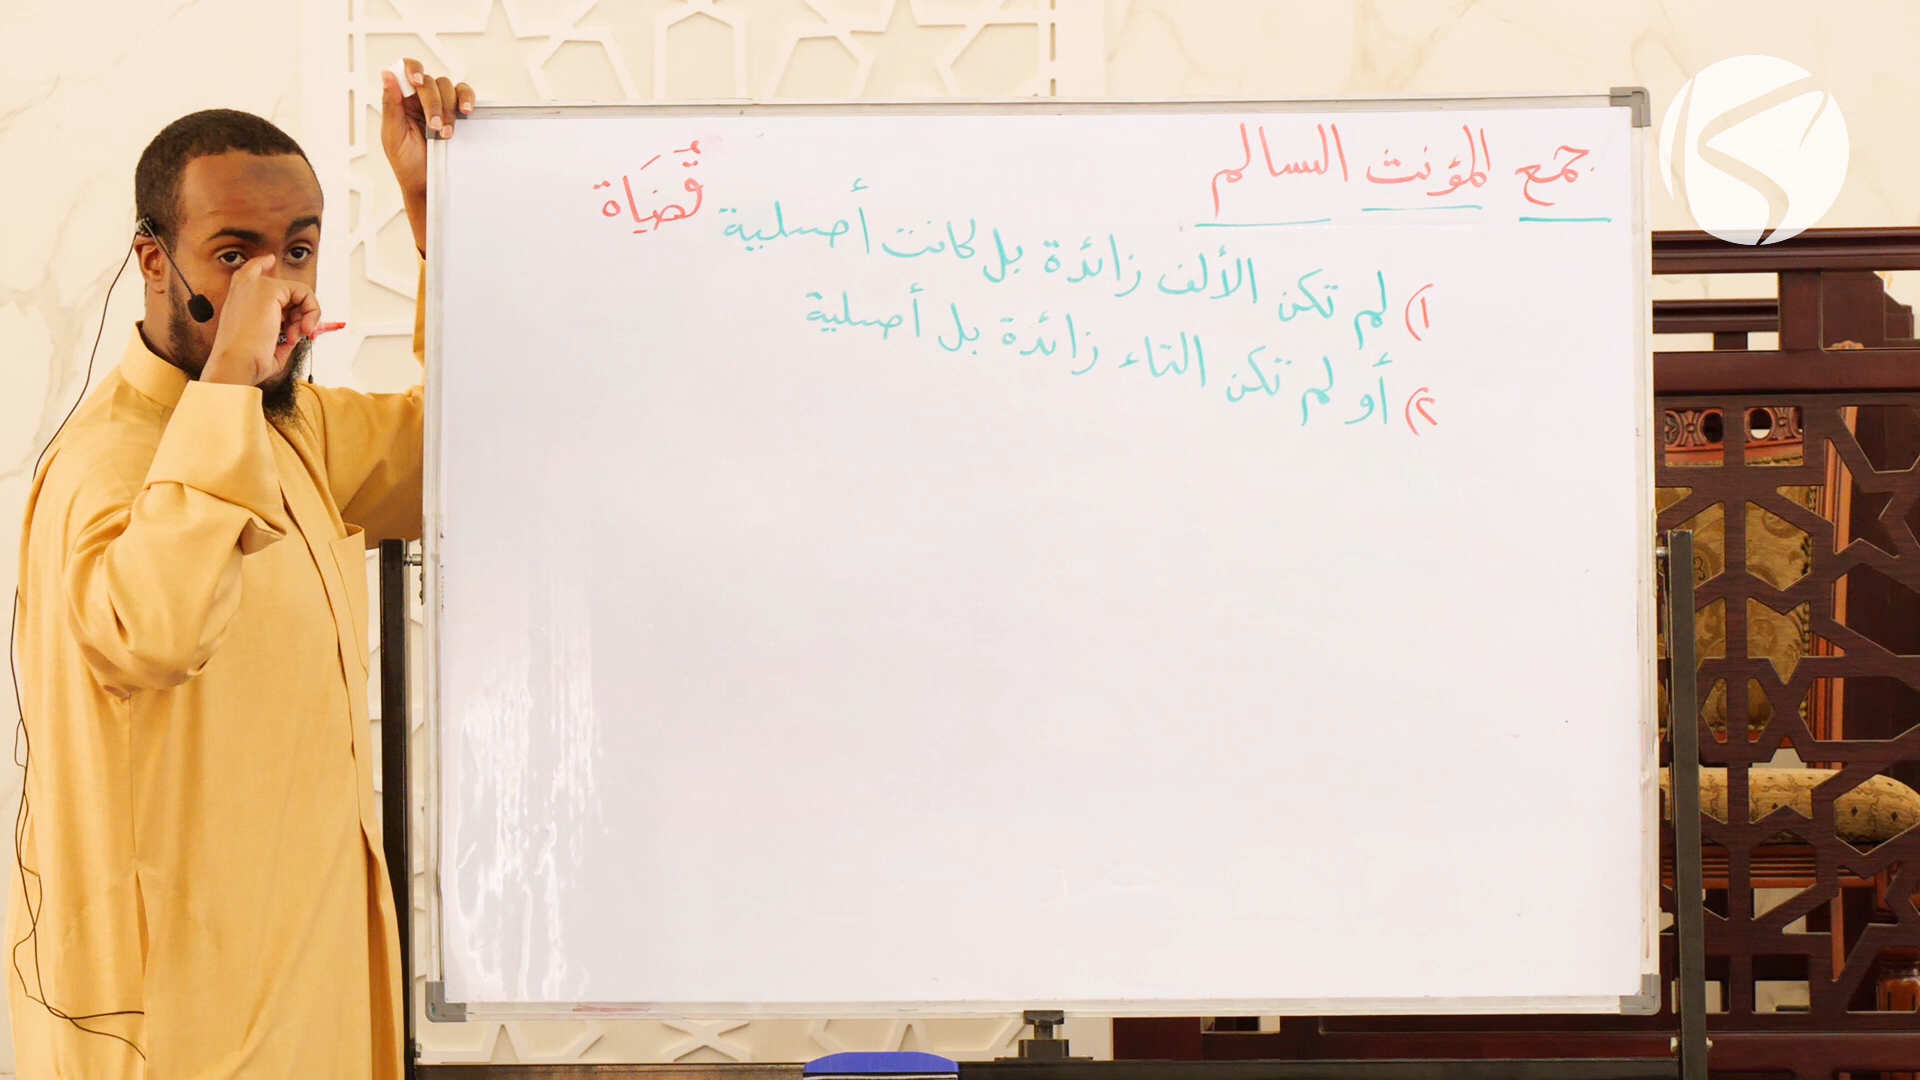 جمع المؤنث السالم
١) لم تكن الألف زائدة بل كانت أصلية قُضَاة
٢) أو لم تكن التاء زائدة بل أصلية